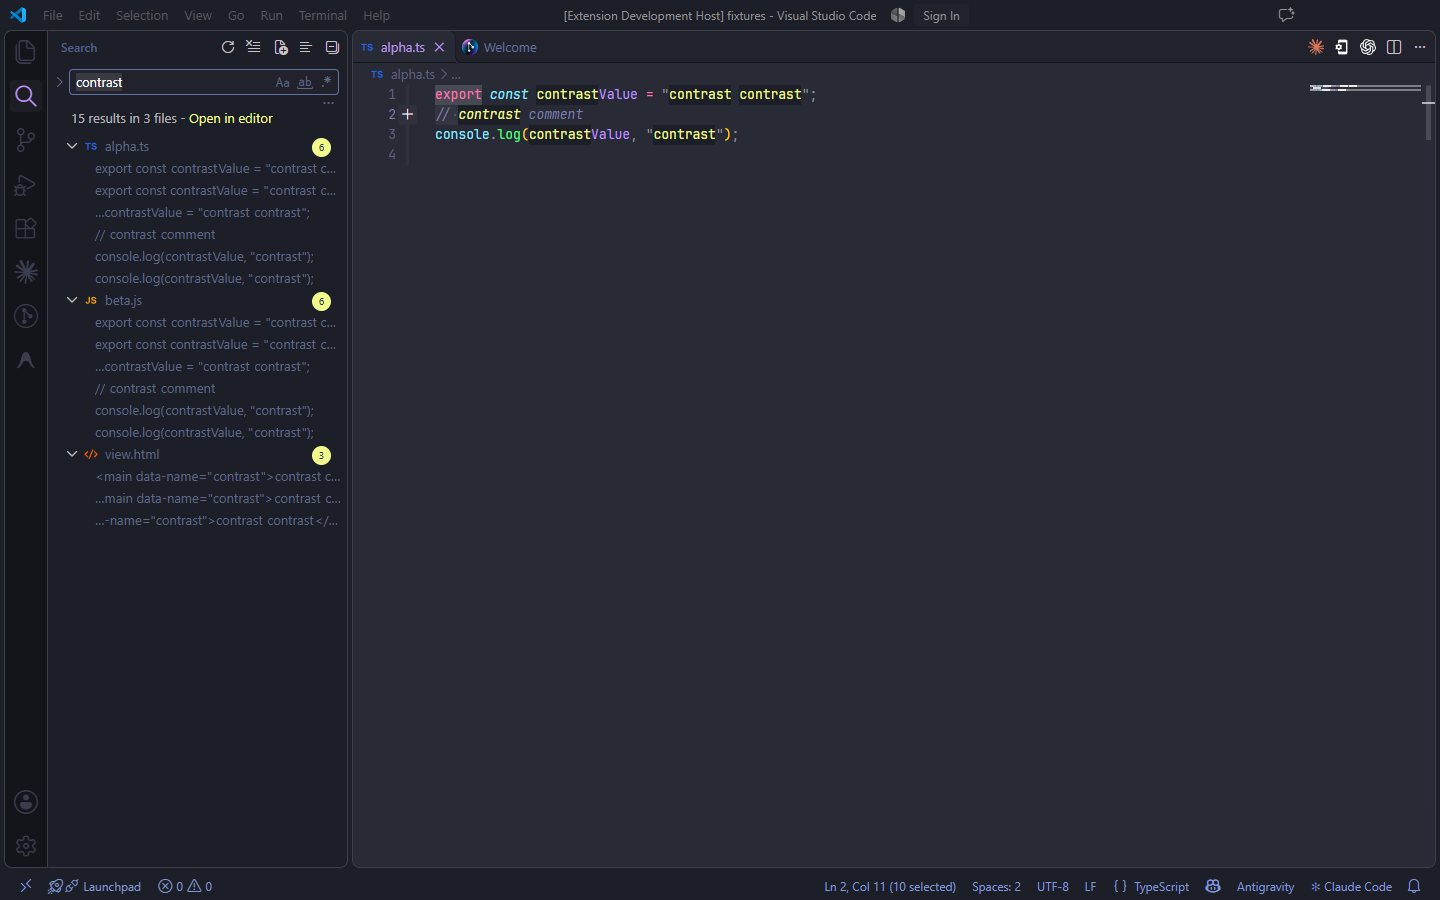 File Edit Selection View Go Run Terminal Help
[Extension Development Host] fixtures - Visual Studio Code
Sign In
Search
contrast
Aa ab .*
15 results in 3 files - Open in editor
TS alpha.ts 6
export const contrastValue = "contrast c...
export const contrastValue = "contrast c...
...contrastValue = "contrast contrast";
// contrast comment
console.log(contrastValue, "contrast");
console.log(contrastValue, "contrast");
JS beta.js 6
export const contrastValue = "contrast c...
export const contrastValue = "contrast c...
...contrastValue = "contrast contrast";
// contrast comment
console.log(contrastValue, "contrast");
console.log(contrastValue, "contrast");
</> view.html 3
<main data-name="contrast">contrast c...
...main data-name="contrast">contrast c...
...-name="contrast">contrast contrast</...
TS alpha.ts Welcome
TS alpha.ts > ...
1 export const contrastValue = "contrast contrast";
2 // contrast comment
3 console.log(contrastValue, "contrast");
4
Launchpad 0 0
Ln 2, Col 11 (10 selected) Spaces: 2 UTF-8 LF { } TypeScript Antigravity Claude Code